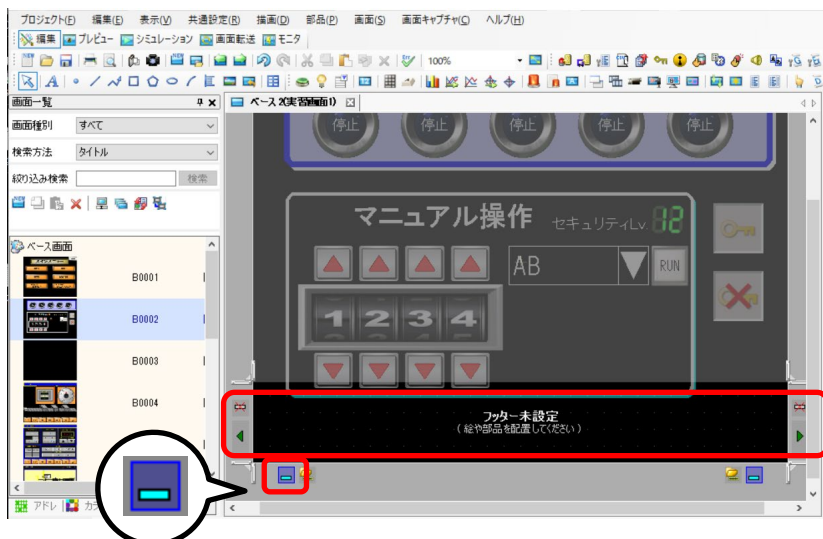 プロジェクト(F) 編集(E) 表示(V) 共通設定(R) 描画(D) 部品(P) 画面(S) 画面キャプチャ(C) ヘルプ(H)
編集 プレビュー シミュレーション 画面転送 モニタ
100%
画面一覧
ベース 2(実習画面1)
画面種別 すべて
検索方法 タイトル
絞り込み検索 検索
ベース画面
B0001
B0002
B0003
B0004
アドレ
カラ
停止 停止 停止 停止 停止
マニュアル操作 セキュリティLv. 12
AB RUN
1 2 3 4
フッター未設定
(絵や部品を配置してください)